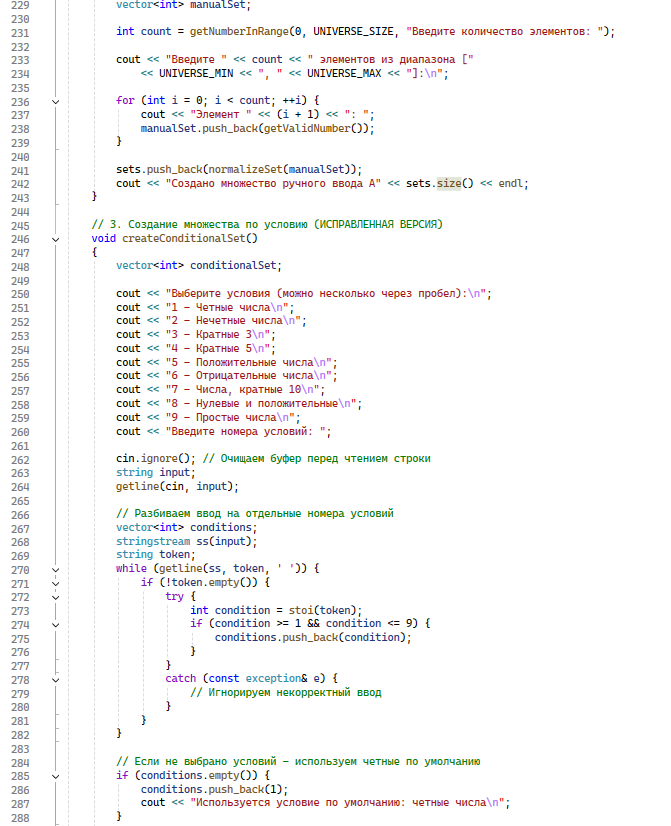 229 vector<int> manualSet;
230
231 int count = getNumberInRange(0, UNIVERSE_SIZE, "Введите количество элементов: ");
232
233 cout << "Введите " << count << " элементов из диапазона ["
234 << UNIVERSE_MIN << ", " << UNIVERSE_MAX << "]:\n";
235
236 for (int i = 0; i < count; ++i) {
237 cout << "Элемент " << (i + 1) << ": ";
238 manualSet.push_back(getValidNumber());
239 }
240
241 sets.push_back(normalizeSet(manualSet));
242 cout << "Создано множество ручного ввода A" << sets.size() << endl;
243 }
244
245 // 3. Создание множества по условию (ИСПРАВЛЕННАЯ ВЕРСИЯ)
246 void createConditionalSet()
247 {
248 vector<int> conditionalSet;
249
250 cout << "Выберите условия (можно несколько через пробел):\n";
251 cout << "1 - Четные числа\n";
252 cout << "2 - Нечетные числа\n";
253 cout << "3 - Кратные 3\n";
254 cout << "4 - Кратные 5\n";
255 cout << "5 - Положительные числа\n";
256 cout << "6 - Отрицательные числа\n";
257 cout << "7 - Числа, кратные 10\n";
258 cout << "8 - Нулевые и положительные\n";
259 cout << "9 - Простые числа\n";
260 cout << "Введите номера условий: ";
261
262 cin.ignore(); // Очищаем буфер перед чтением строки
263 string input;
264 getline(cin, input);
265
266 // Разбиваем ввод на отдельные номера условий
267 vector<int> conditions;
268 stringstream ss(input);
269 string token;
270 while (getline(ss, token, ' ')) {
271 if (!token.empty()) {
272 try {
273 int condition = stoi(token);
274 if (condition >= 1 && condition <= 9) {
275 conditions.push_back(condition);
276 }
277 }
278 catch (const exception& e) {
279 // Игнорируем некорректный ввод
280 }
281 }
282 }
283
284 // Если не выбрано условий - используем четные по умолчанию
285 if (conditions.empty()) {
286 conditions.push_back(1);
287 cout << "Используется условие по умолчанию: четные числа\n";
288 }